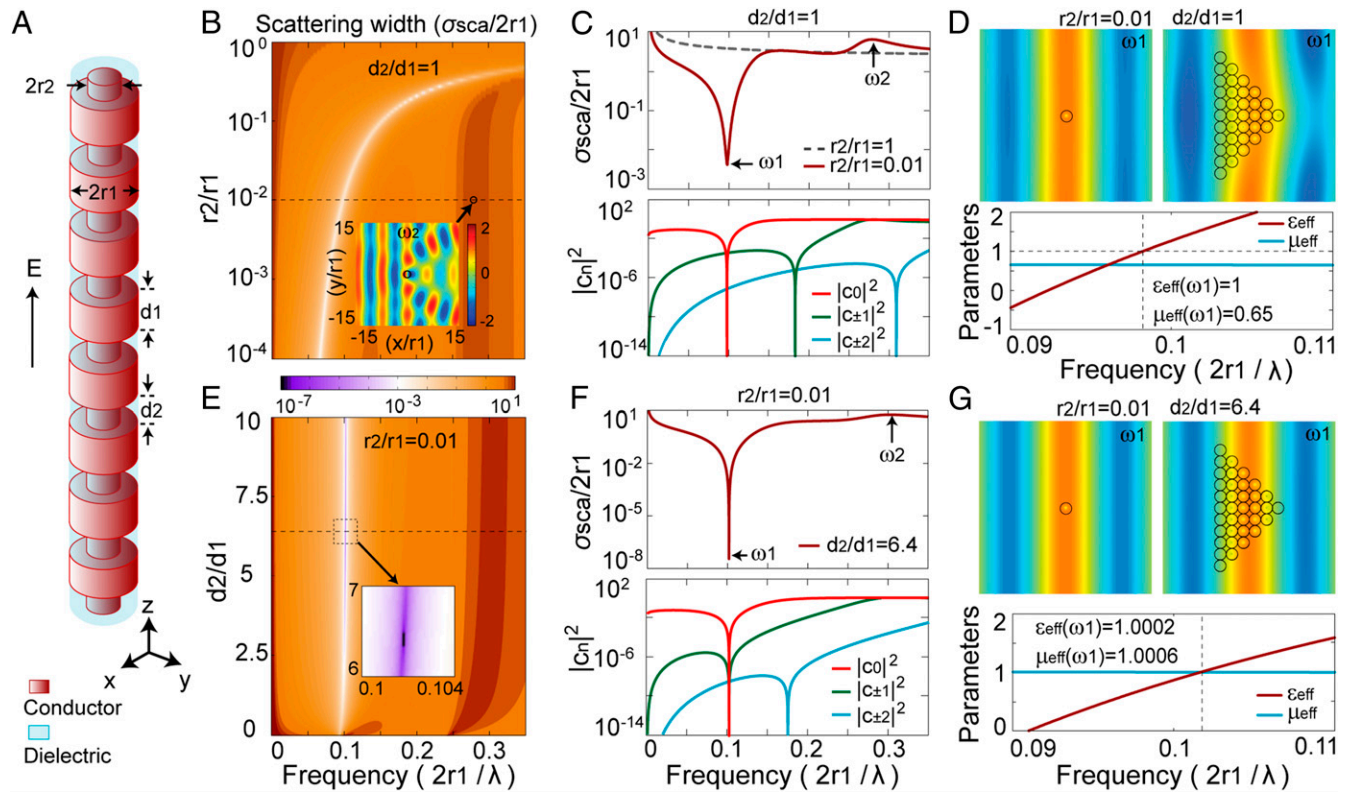 A
2r2
2r1
E
d1
d2
z
x
y
Conductor
Dielectric
B
Scattering width (σsca/2r1)
d2/d1=1
r2/r1
10^0
10^-1
10^-2
10^-3
10^-4
ω2
15
(y/r1)
-15
-15 (x/r1) 15
2
0
-2
10^-7 10^-3 10^1
E
r2/r1=0.01
d2/d1
10
7.5
5
2.5
0
7
6
0.1 0.104
0 0.1 0.2 0.3
Frequency ( 2r1 /λ)
C
d2/d1=1
σsca/2r1
10^1
10^-1
10^-3
ω2
ω1
r2/r1=1
r2/r1=0.01
|Cn|^2
10^2
10^-6
10^-14
|C0|^2
|C±1|^2
|C±2|^2
F
r2/r1=0.01
σsca/2r1
10^1
10^-2
10^-5
10^-8
ω2
ω1
d2/d1=6.4
|Cn|^2
10^2
10^-6
10^-14
|C0|^2
|C±1|^2
|C±2|^2
0 0.1 0.2 0.3
Frequency ( 2r1 /λ)
D
r2/r1=0.01
d2/d1=1
ω1
ω1
Parameters
2
1
0
-1
εeff
μeff
εeff(ω1)=1
μeff(ω1)=0.65
0.09 0.1 0.11
Frequency ( 2r1 /λ)
G
r2/r1=0.01
d2/d1=6.4
ω1
ω1
Parameters
2
1
0
εeff(ω1)=1.0002
μeff(ω1)=1.0006
εeff
μeff
0.09 0.1 0.11
Frequency ( 2r1 /λ)